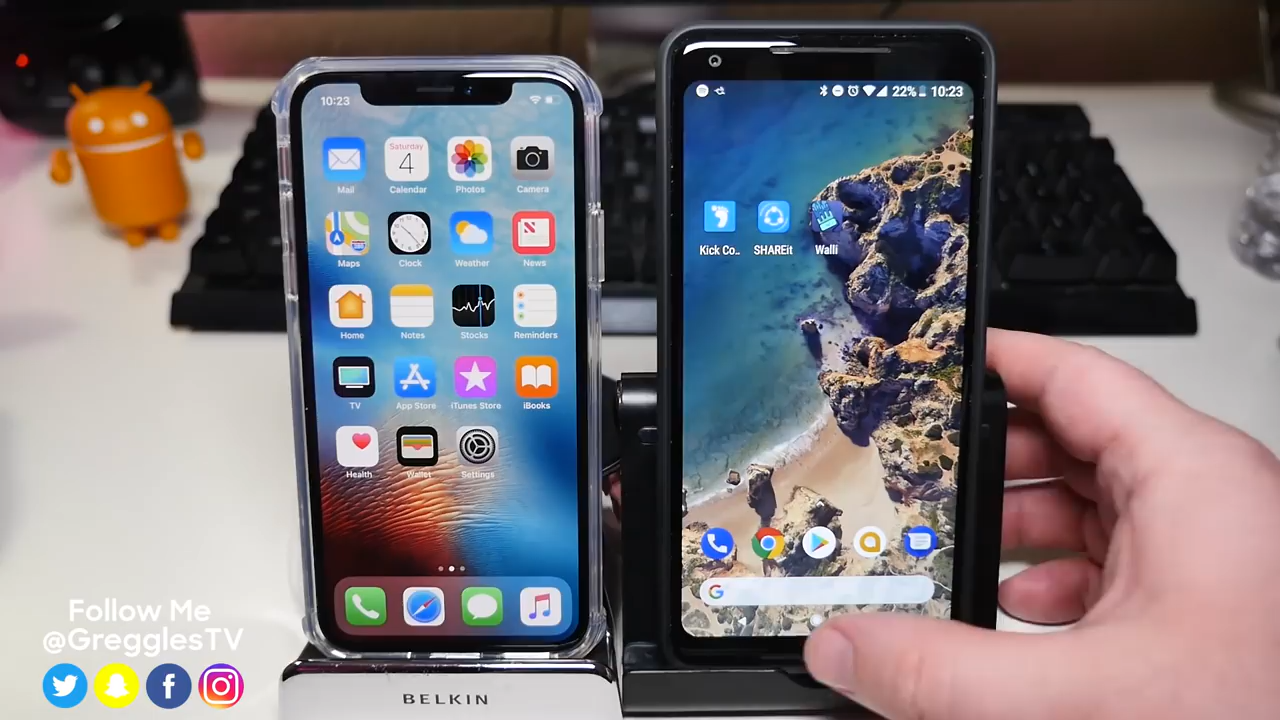 10:23
Mail
Saturday
4
Calendar
Photos
Camera
Maps
Clock
Weather
News
Home
Notes
Stocks
Reminders
TV
App Store
iTunes Store
iBooks
Health
Wallet
Settings
BELKIN
22% 10:23
Kick Co..
SHAREit
Walli
G
Follow Me
@GregglesTV